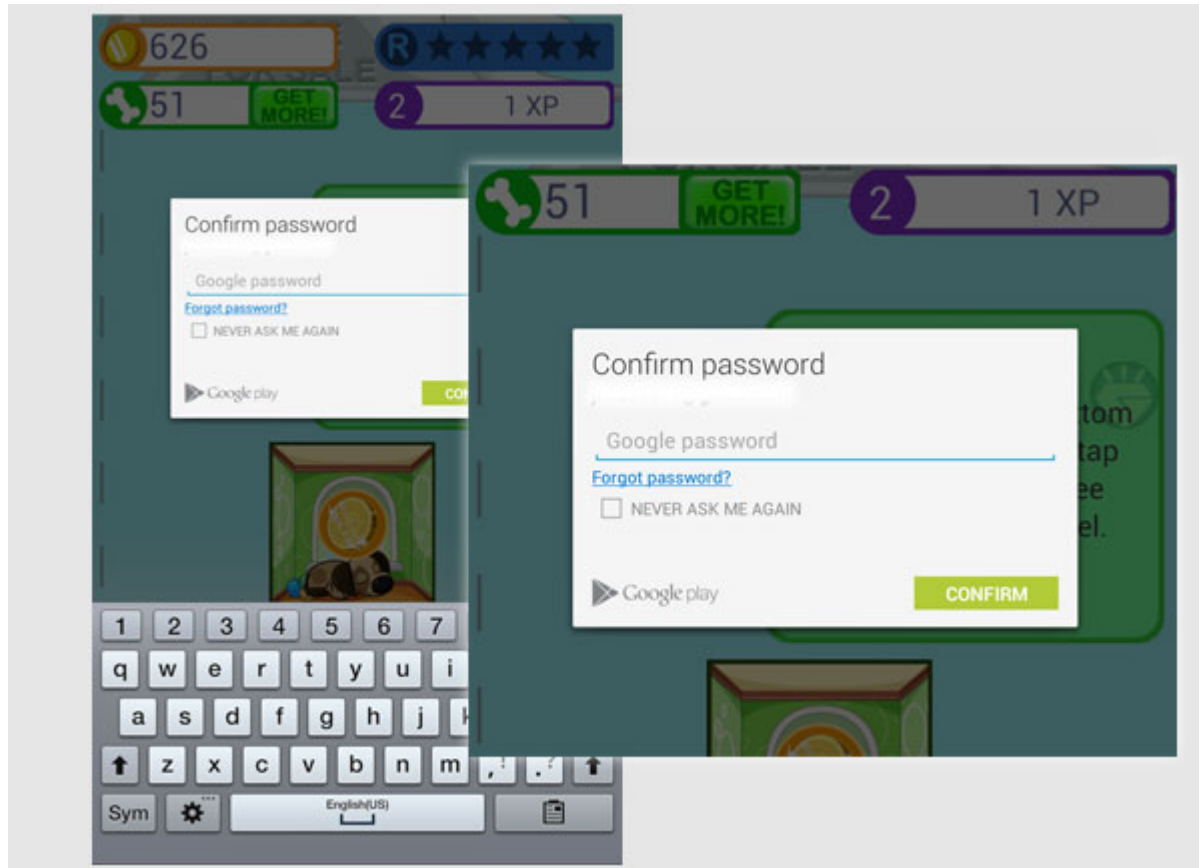 626
R
FOR SALE
51
GET
MORE!
2
1 XP
Confirm password
Google password
Forgot password?
NEVER ASK ME AGAIN
Google play
1 2 3 4 5 6 7
q w e r t y u i
a s d f g h j
z x c v b n m , ! . ?
Sym
English(US)
51
GET
MORE!
2
1 XP
Confirm password
Google password
Forgot password?
NEVER ASK ME AGAIN
Google play
CONFIRM
tom
tap
ee
el.